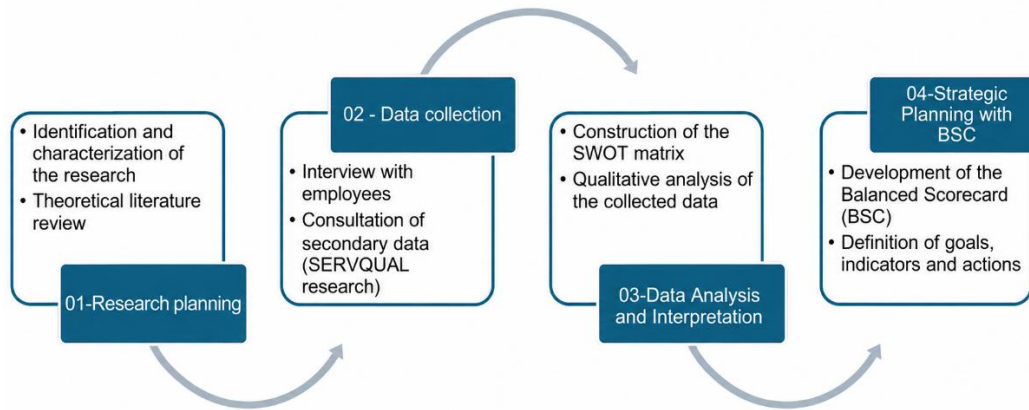 • Identification and
characterization of
the research
• Theoretical literature
review
01-Research planning
02 - Data collection
• Interview with
employees
• Consultation of
secondary data
(SERVQUAL
research)
• Construction of the
SWOT matrix
• Qualitative analysis of
the collected data
03-Data Analysis
and Interpretation
04-Strategic
Planning with
BSC
• Development of the
Balanced Scorecard
(BSC)
• Definition of goals,
indicators and actions